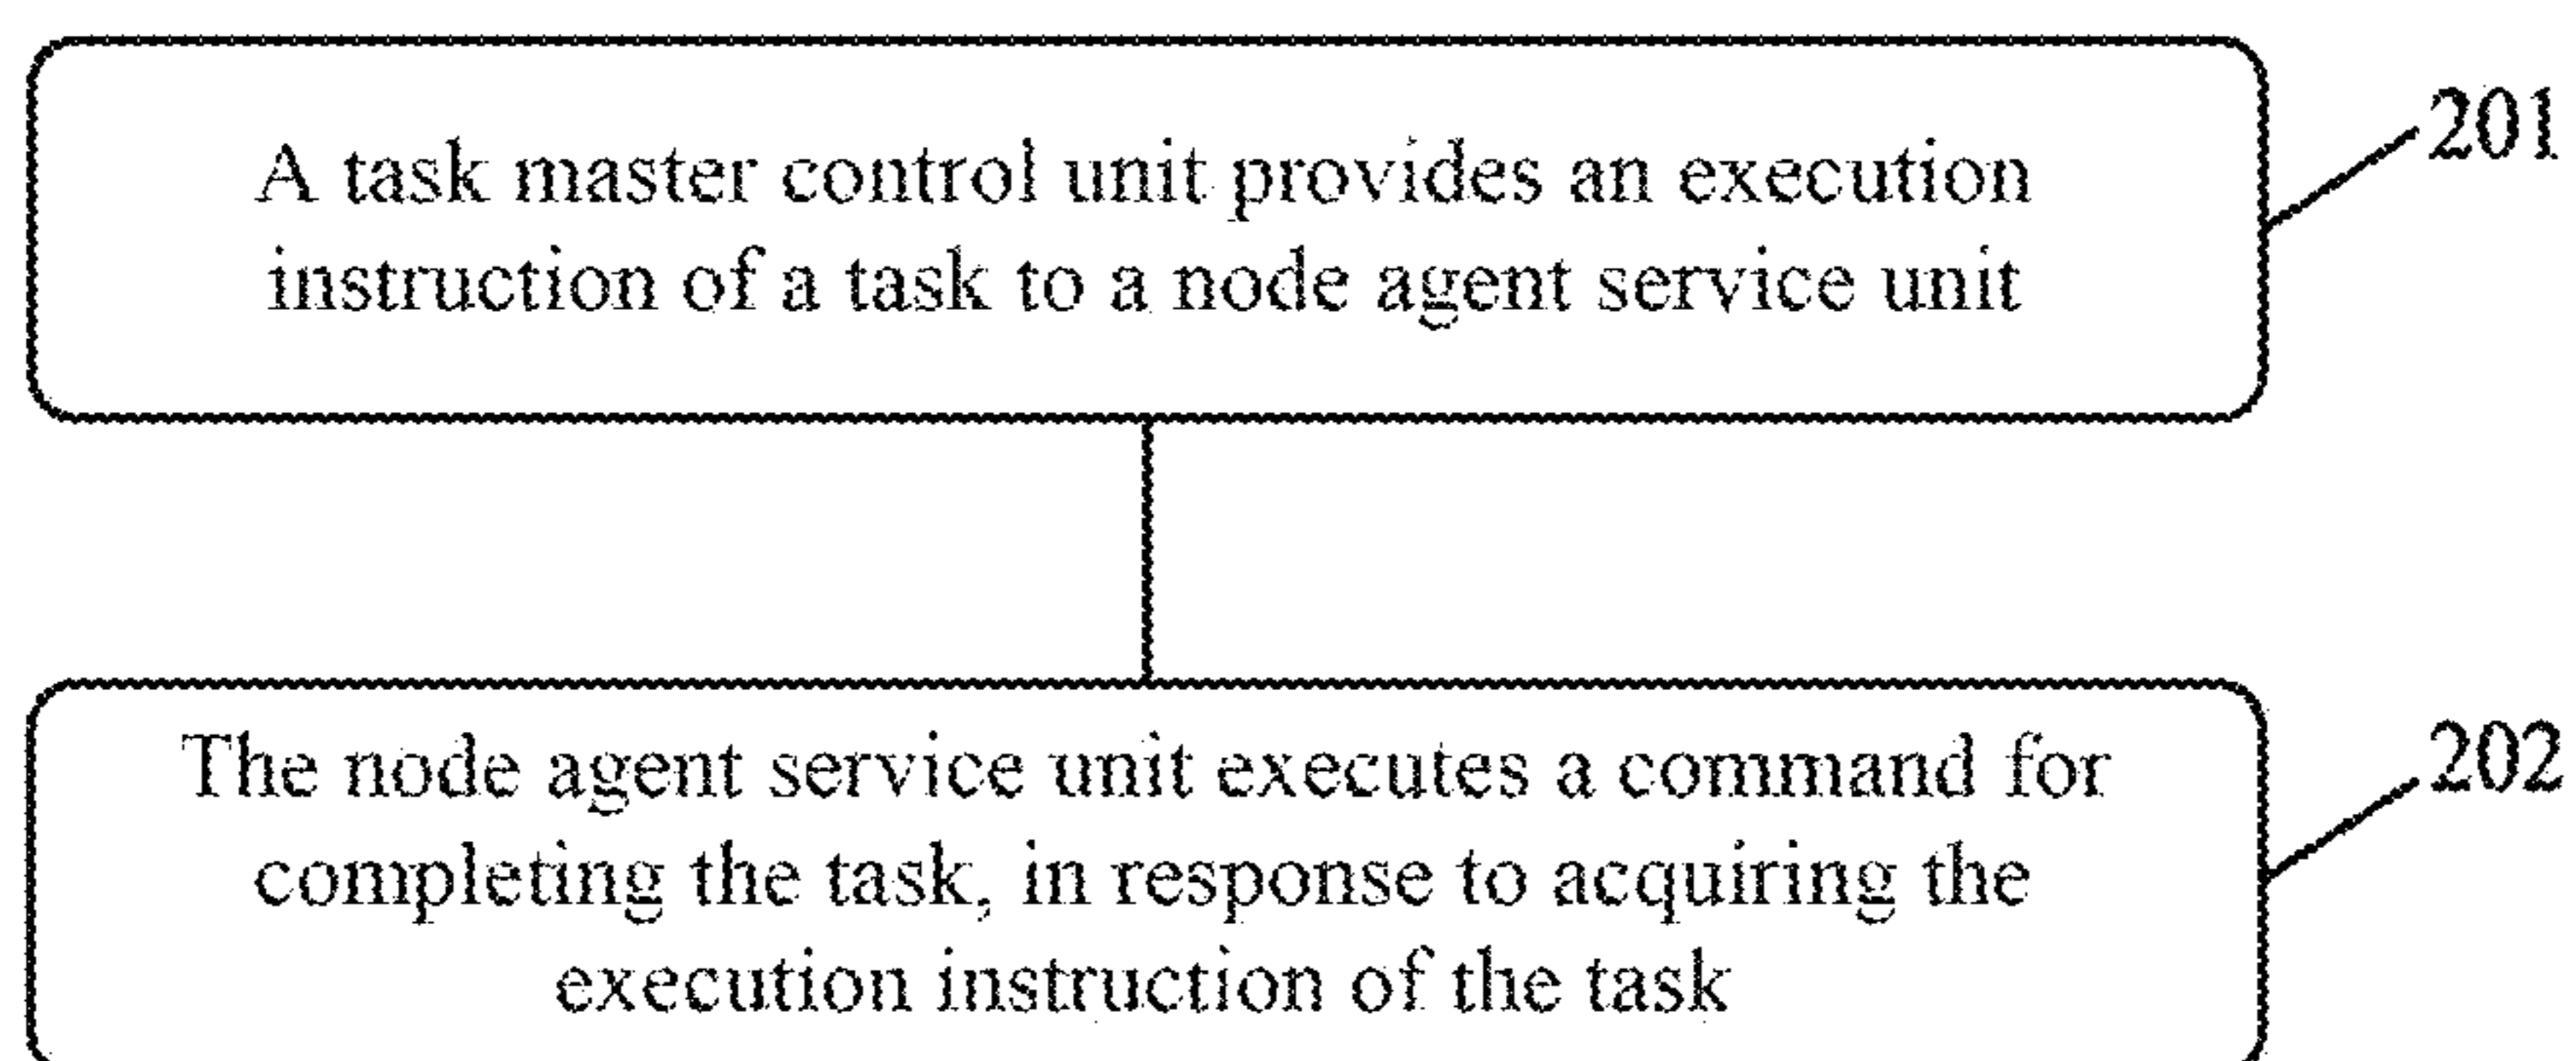 A task master control unit provides an execution
instruction of a task to a node agent service unit
201
The node agent service unit executes a command for
completing the task, in response to acquiring the
execution instruction of the task
202